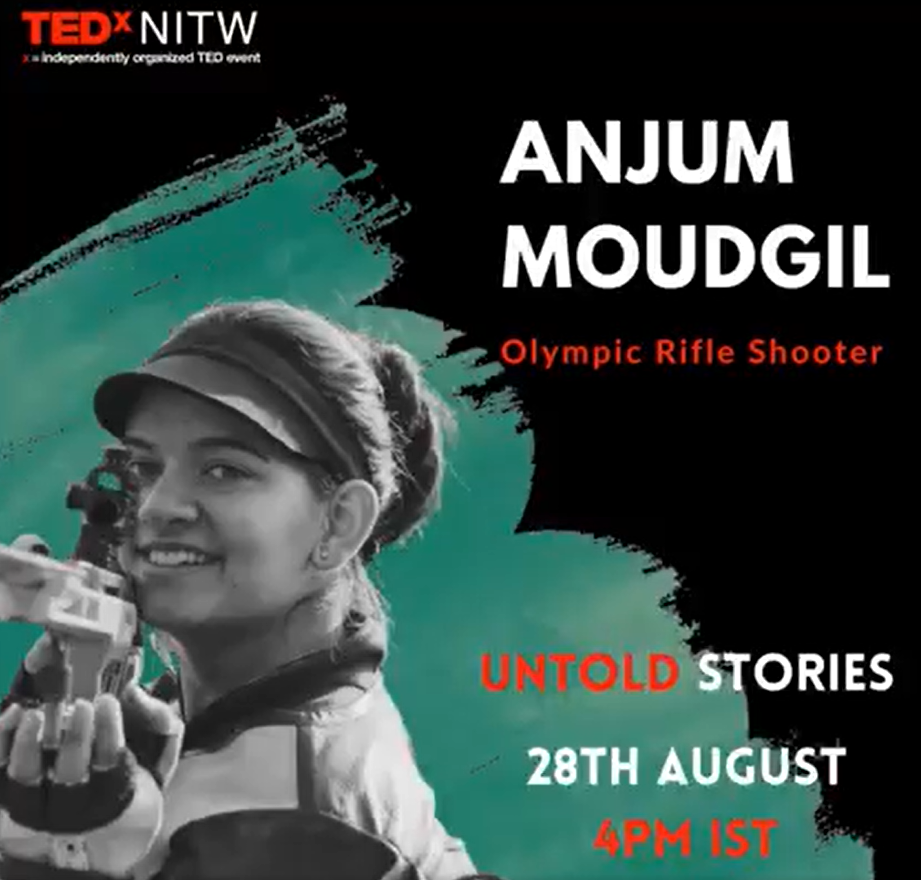 TEDx NITW
x = independently organized TED event
ANJUM
MOUDGIL
Olympic Rifle Shooter
UNTOLD STORIES
28TH AUGUST
4PM IST